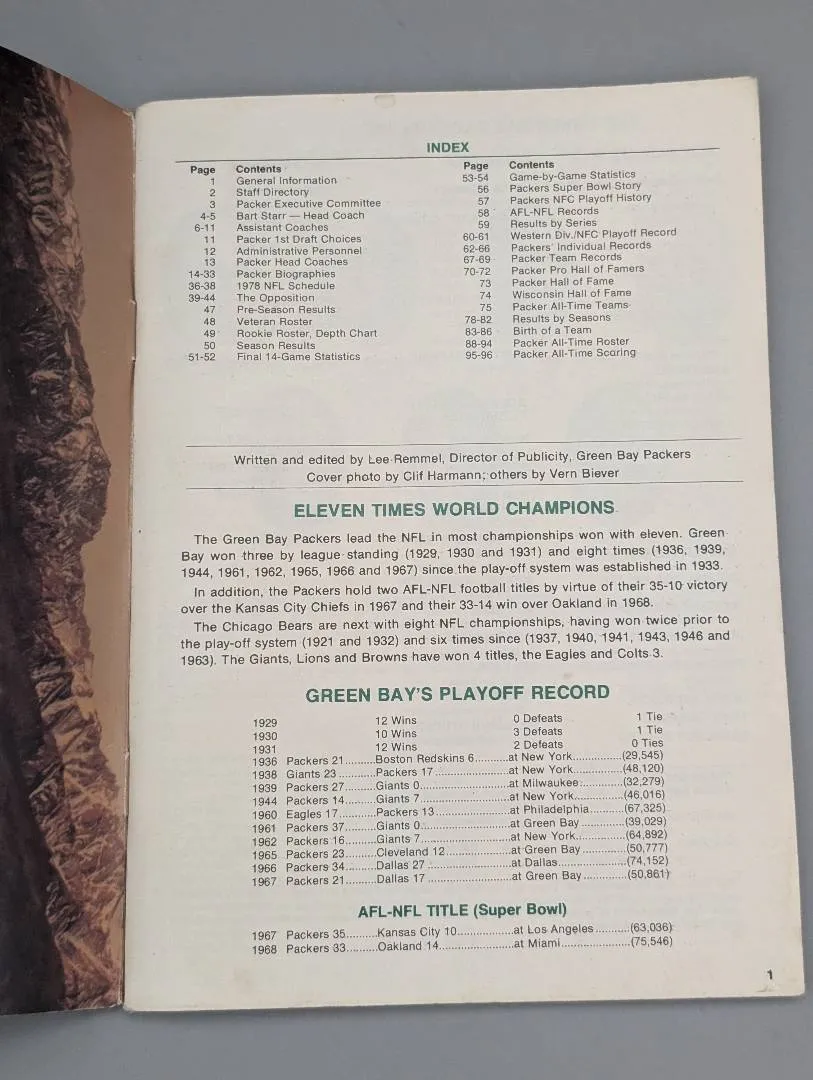 INDEX
Page Contents
1 General Information
2 Staff Directory
3 Packer Executive Committee
4-5 Bart Starr — Head Coach
6-11 Assistant Coaches
11 Packer 1st Draft Choices
12 Administrative Personnel
13 Packer Head Coaches
14-33 Packer Biographies
36-38 1978 NFL Schedule
39-44 The Opposition
47 Pre-Season Results
48 Veteran Roster
49 Rookie Roster, Depth Chart
50 Season Results
51-52 Final 14-Game Statistics
Page Contents
53-54 Game-by-Game Statistics
56 Packers Super Bowl Story
57 Packers NFC Playoff History
58 AFL-NFL Records
59 Results by Series
60-61 Western Div./NFC Playoff Record
62-66 Packers' Individual Records
67-69 Packer Team Records
70-72 Packer Pro Hall of Famers
73 Packer Hall of Fame
74 Wisconsin Hall of Fame
75 Packer All-Time Teams
78-82 Results by Seasons
83-86 Birth of a Team
88-94 Packer All-Time Roster
95-96 Packer All-Time Scoring
Written and edited by Lee Remmel, Director of Publicity, Green Bay Packers
Cover photo by Clif Harmann; others by Vern Biever
ELEVEN TIMES WORLD CHAMPIONS
The Green Bay Packers lead the NFL in most championships won with eleven. Green
Bay won three by league standing (1929, 1930 and 1931) and eight times (1936, 1939,
1944, 1961, 1962, 1965, 1966 and 1967) since the play-off system was established in 1933.
In addition, the Packers hold two AFL-NFL football titles by virtue of their 35-10 victory
over the Kansas City Chiefs in 1967 and their 33-14 win over Oakland in 1968.
The Chicago Bears are next with eight NFL championships, having won twice prior to
the play-off system (1921 and 1932) and six times since (1937, 1940, 1941, 1943, 1946 and
1963). The Giants, Lions and Browns have won 4 titles, the Eagles and Colts 3.
GREEN BAY'S PLAYOFF RECORD
1929 12 Wins 0 Defeats 1 Tie
1930 10 Wins 3 Defeats 1 Tie
1931 12 Wins 2 Defeats 0 Ties
1936 Packers 21..........Boston Redskins 6..........at New York...............(29,545)
1938 Giants 23............Packers 17......................at New York...............(48,120)
1939 Packers 27..........Giants 0.........................at Milwaukee..............(32,279)
1944 Packers 14..........Giants 7.........................at New York...............(46,016)
1960 Eagles 17...........Packers 13......................at Philadelphia...........(67,325)
1961 Packers 37..........Giants 0.........................at Green Bay..............(39,029)
1962 Packers 16..........Giants 7.........................at New York...............(64,892)
1965 Packers 23..........Cleveland 12...................at Green Bay..............(50,777)
1966 Packers 34..........Dallas 27.......................at Dallas....................(74,152)
1967 Packers 21..........Dallas 17.......................at Green Bay..............(50,861)
AFL-NFL TITLE (Super Bowl)
1967 Packers 35..........Kansas City 10................at Los Angeles...........(63,036)
1968 Packers 33..........Oakland 14.....................at Miami.....................(75,546)
1